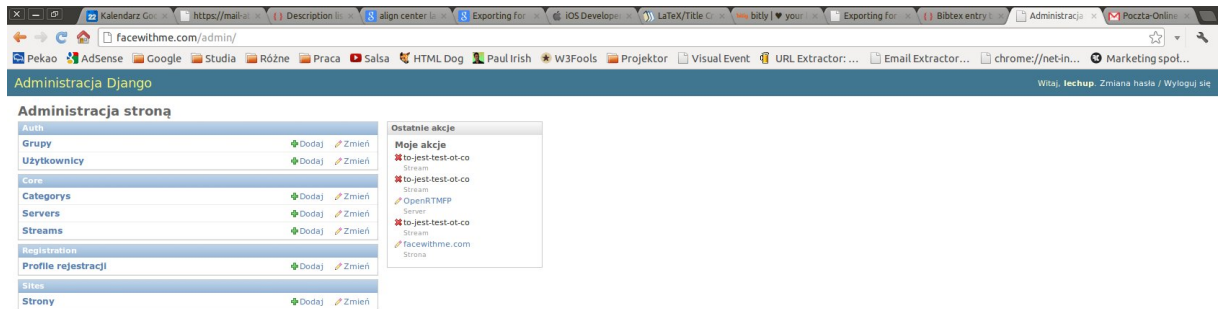 22 Kalendarz Goo
https://mail-at
{} Description lis
8 align center la
8 Exporting for
iOS Develope
LaTeX/Title C
bitly | ♥ your
Exporting for
{} Bibtex entry t
Administracja
Poczta-Online
facewithme.com/admin/
Pekao AdSense Google Studia Różne Praca Salsa HTML Dog Paul Irish W3Fools Projektor Visual Event URL Extractor: ... Email Extractor... chrome://net-in... Marketing społ...
Administracja Django
Witaj, lechup. Zmiana hasła / Wyloguj się
Administracja stroną
Auth
Grupy Dodaj Zmień
Użytkownicy Dodaj Zmień
Core
Categorys Dodaj Zmień
Servers Dodaj Zmień
Streams Dodaj Zmień
Registration
Profile rejestracji Dodaj Zmień
Sites
Strony Dodaj Zmień
Ostatnie akcje
Moje akcje
to-jest-test-ot-co
Stream
to-jest-test-ot-co
Stream
OpenRTMFP
Server
to-jest-test-ot-co
Stream
facewithme.com
Strona